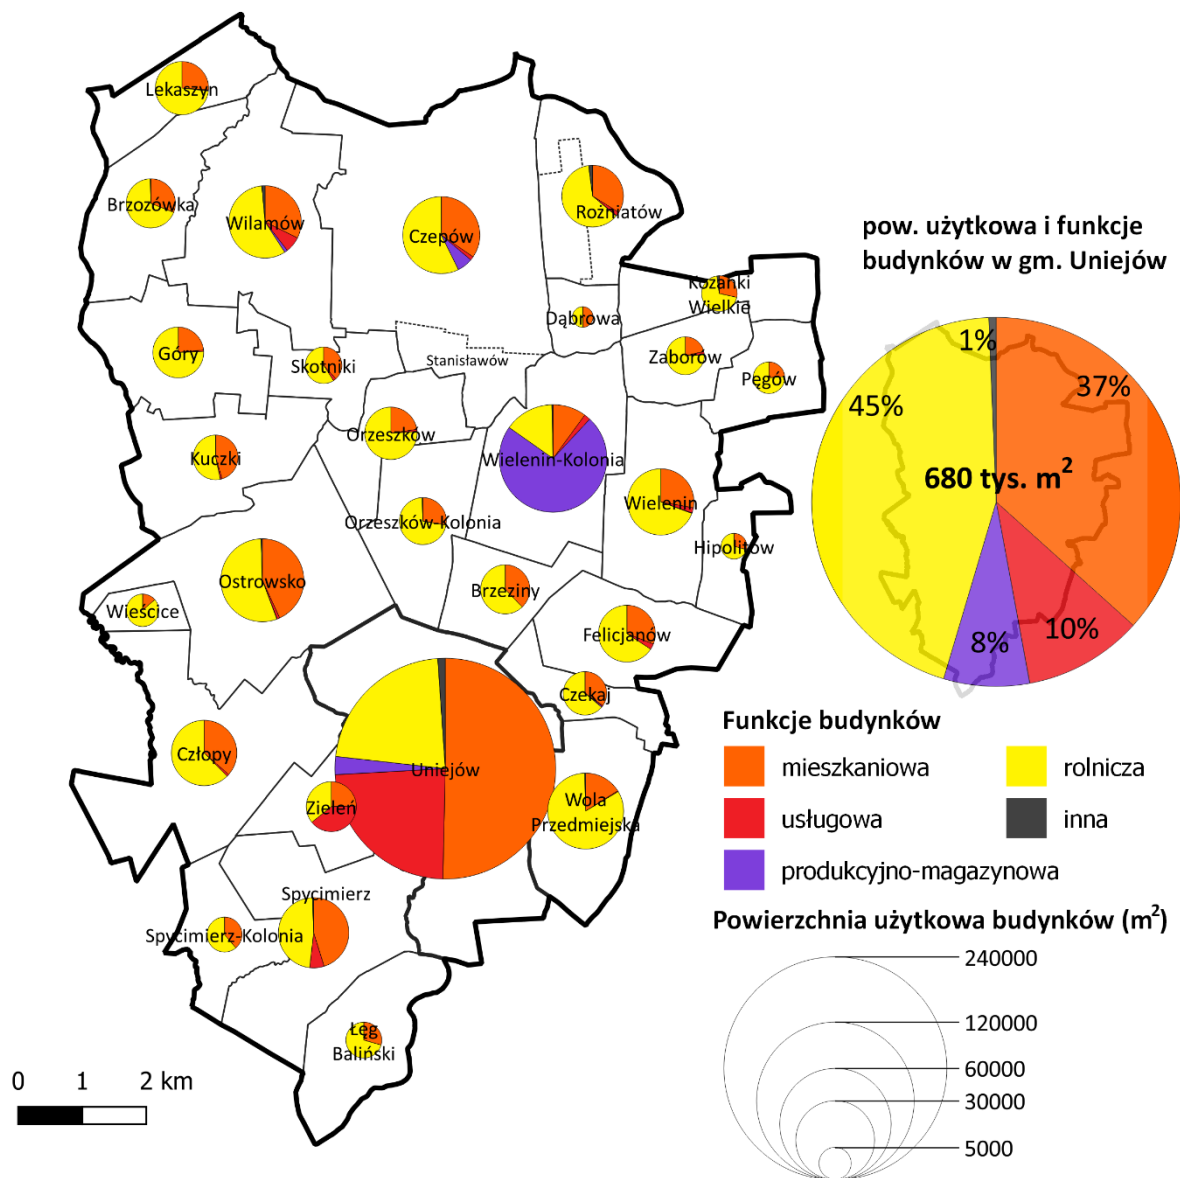 Lekaszyn
Brzozówka
Wilamów
Czepów
Rożniatów
Kozanki
Wielkie
Dąbrowa
Zaborów
Pęgów
Góry
Skotniki
Stanisławów
Orzeszków
Kuczki
Wielenin-Kolonia
Wielenin
Orzeszków-Kolonia
Hipolitów
Ostrowsko
Brzeziny
Wieścice
Felicjanów
Czekaj
Człopy
Uniejów
Zieleń
Wola
Przedmiejska
Spycimierz
Spycimierz-Kolonia
Łęg
Baliński
0 1 2 km
pow. użytkowa i funkcje
budynków w gm. Uniejów
1%
37%
45%
680 tys. m²
8%
10%
Funkcje budynków
mieszkaniowa
rolnicza
usługowa
inna
produkcyjno-magazynowa
Powierzchnia użytkowa budynków (m²)
240000
120000
60000
30000
5000